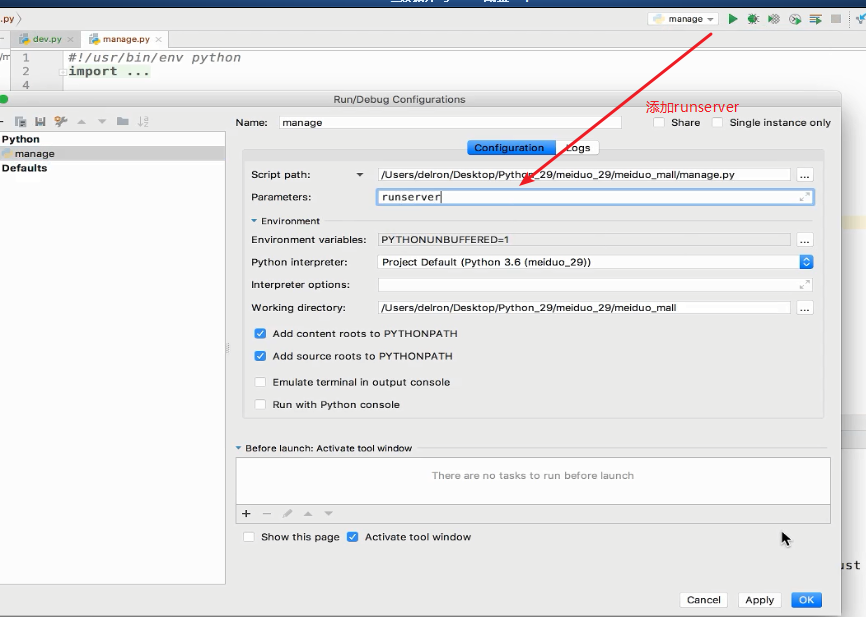 .py
manage
dev.py
manage.py
1
#!/usr/bin/env python
2
import ...
4
Run/Debug Configurations
添加runserver
Name:
manage
Share
Single instance only
Python
manage
Defaults
Configuration
Logs
Script path:
/Users/delron/Desktop/Python_29/meiduo_29/meiduo_mall/manage.py
...
Parameters:
runserver
Environment
Environment variables:
PYTHONUNBUFFERED=1
...
Python interpreter:
Project Default (Python 3.6 (meiduo_29))
Interpreter options:
Working directory:
/Users/delron/Desktop/Python_29/meiduo_29/meiduo_mall
...
Add content roots to PYTHONPATH
Add source roots to PYTHONPATH
Emulate terminal in output console
Run with Python console
Before launch: Activate tool window
There are no tasks to run before launch
Show this page
Activate tool window
Cancel
Apply
OK